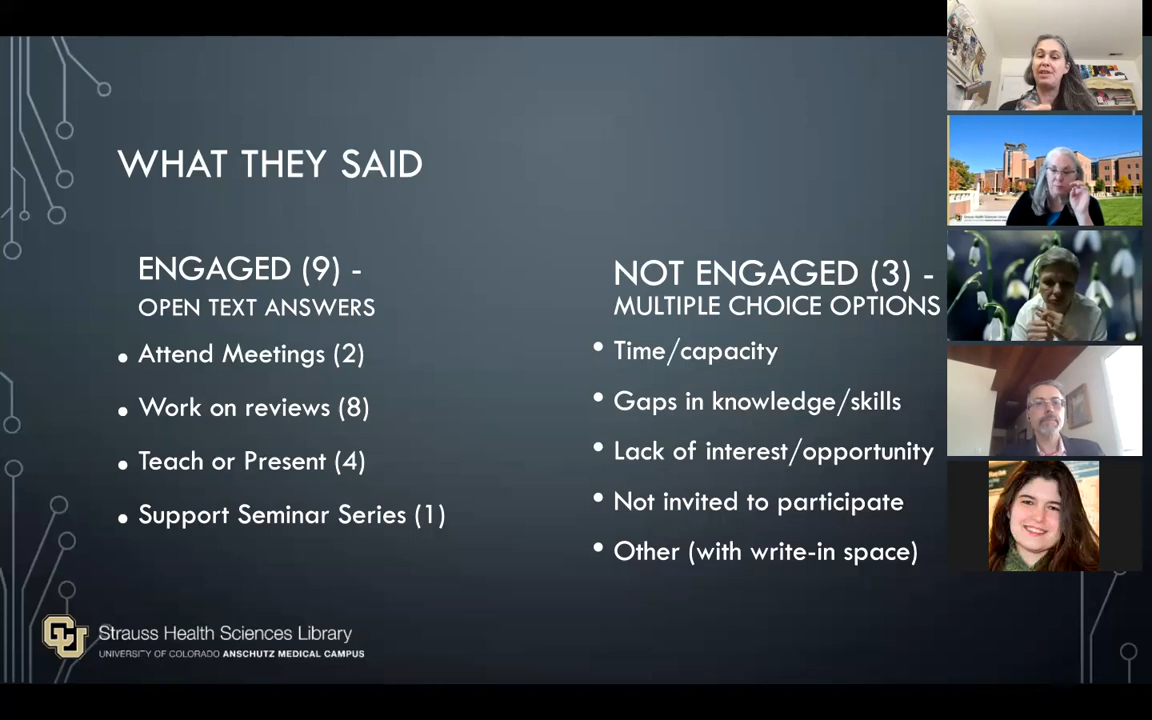 WHAT THEY SAID
ENGAGED (9) -
OPEN TEXT ANSWERS
• Attend Meetings (2)
• Work on reviews (8)
• Teach or Present (4)
• Support Seminar Series (1)
NOT ENGAGED (3) -
MULTIPLE CHOICE OPTIONS
• Time/capacity
• Gaps in knowledge/skills
• Lack of interest/opportunity
• Not invited to participate
• Other (with write-in space)
CU
Strauss Health Sciences Library
UNIVERSITY OF COLORADO ANSCHUTZ MEDICAL CAMPUS